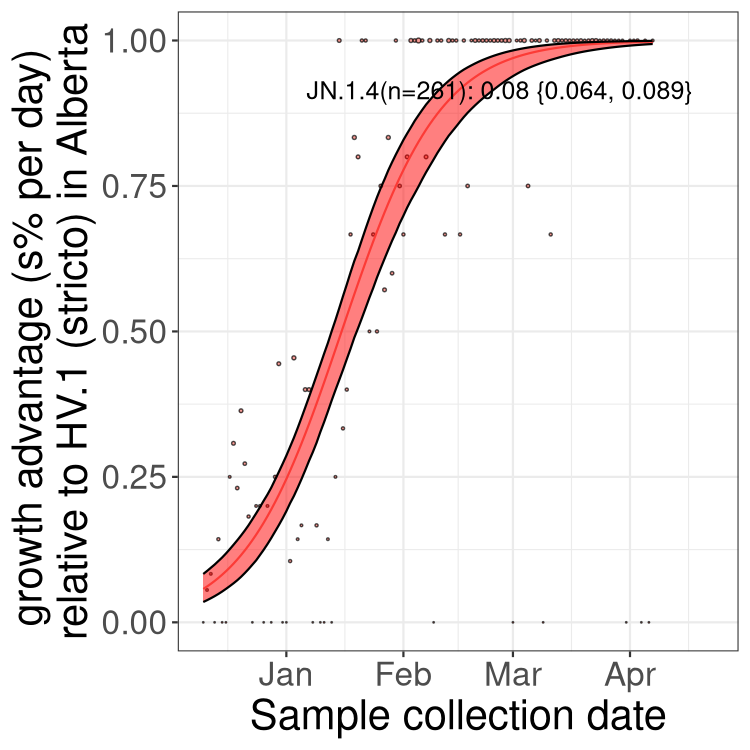 growth advantage (s% per day)
relative to HV.1 (stricto) in Alberta
1.00
JN.1.4(n=261): 0.08 {0.064, 0.089}
0.75
0.50
0.25
0.00
Jan Feb Mar Apr
Sample collection date